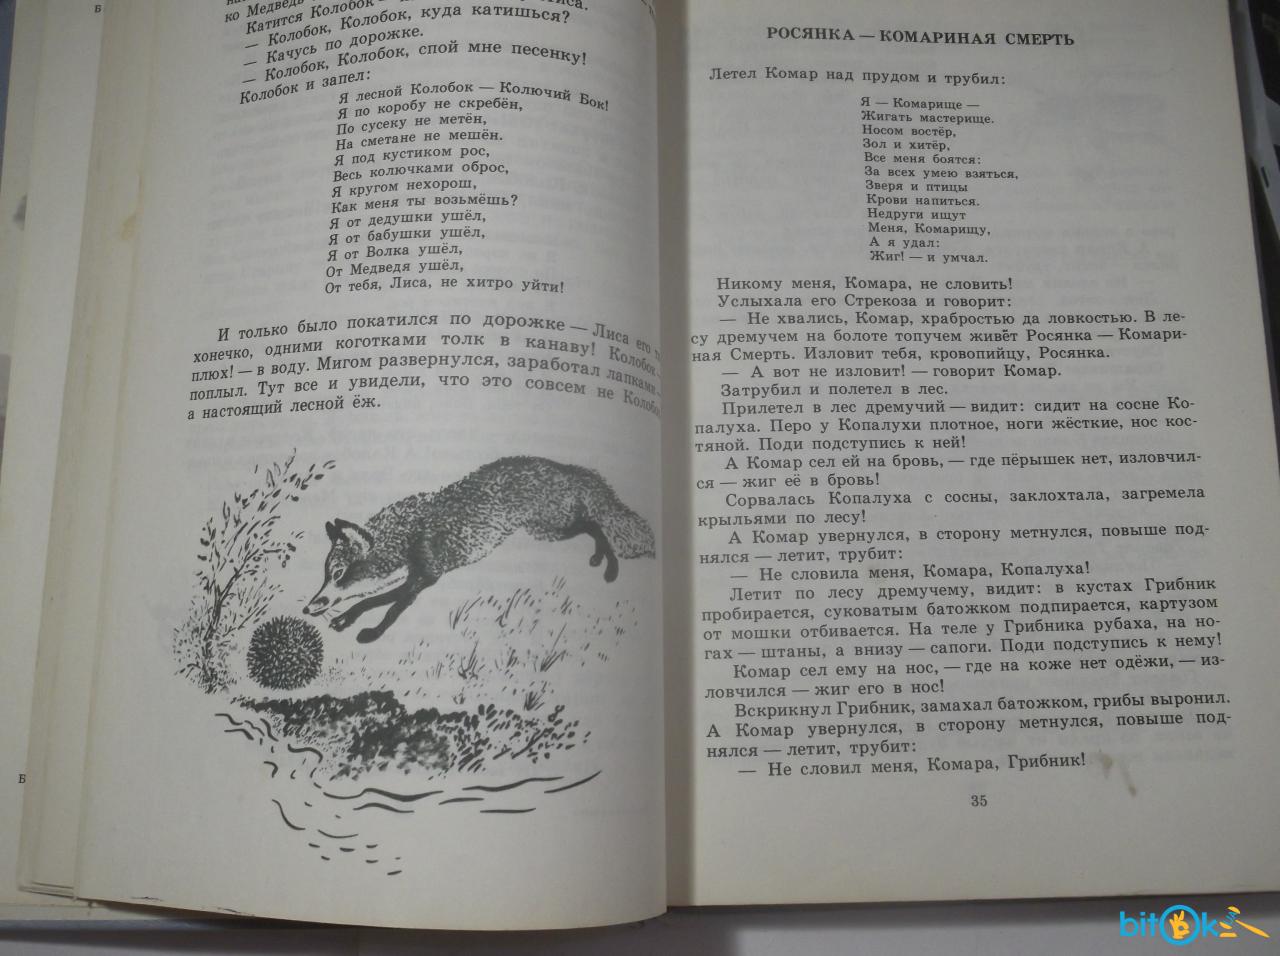 ко Медведь
Катится Колобок
— Колобок, Колобок, куда катишься?
— Качусь по дорожке.
— Колобок, Колобок, спой мне песенку!
Колобок и запел:
Я лесной Колобок — Колючий Бок!
Я по коробу не скребён,
По сусеку не метён,
На сметане не мешён.
Я под кустиком рос,
Весь колючками оброс,
Я кругом нехорош,
Как меня ты возьмёшь?
Я от дедушки ушёл,
Я от бабушки ушёл,
Я от Волка ушёл,
От Медведя ушёл,
От тебя, Лиса, не хитро уйти!
И только было покатился по дорожке — Лиса его
хонечко, одними коготками толк в канаву! Колобок
плюх! — в воду. Мигом развернулся, заработал лапками
поплыл. Тут все и увидели, что это совсем не Колобо
а настоящий лесной ёж.
РОСЯНКА — КОМАРИНАЯ СМЕРТЬ
Летел Комар над прудом и трубил:
Я — Комарище —
Жигать мастерище.
Носом востёр,
Зол и хитёр,
Все меня боятся:
За всех умею взяться,
Зверя и птицы
Крови напиться.
Недруги ищут
Меня, Комарищу,
А я удал:
Жиг! — и умчал.
Никому меня, Комара, не словить!
Услыхала его Стрекоза и говорит:
— Не хвались, Комар, храбростью да ловкостью. В ле-
су дремучем на болоте топучем живёт Росянка — Комари-
ная Смерть. Изловит тебя, кровопийцу, Росянка.
— А вот не изловит! — говорит Комар.
Затрубил и полетел в лес.
Прилетел в лес дремучий — видит: сидит на сосне Ко-
палуха. Перо у Копалухи плотное, ноги жёсткие, нос кос-
тяной. Поди подступись к ней!
А Комар сел ей на бровь, — где пёрышек нет, изловчил-
ся — жиг её в бровь!
Сорвалась Копалуха с сосны, заклохтала, загремела
крыльями по лесу!
А Комар увернулся, в сторону метнулся, повыше под-
нялся — летит, трубит:
— Не словила меня, Комара, Копалуха!
Летит по лесу дремучему, видит: в кустах Грибник
пробирается, суковатым батожком подпирается, картузом
от мошки отбивается. На теле у Грибника рубаха, на но-
гах — штаны, а внизу — сапоги. Поди подступись к нему!
Комар сел ему на нос, — где на коже нет одёжи, — из-
ловчился — жиг его в нос!
Вскрикнул Грибник, замахал батожком, грибы выронил.
А Комар увернулся, в сторону метнулся, повыше под-
нялся — летит, трубит:
— Не словил меня, Комара, Грибник!
35